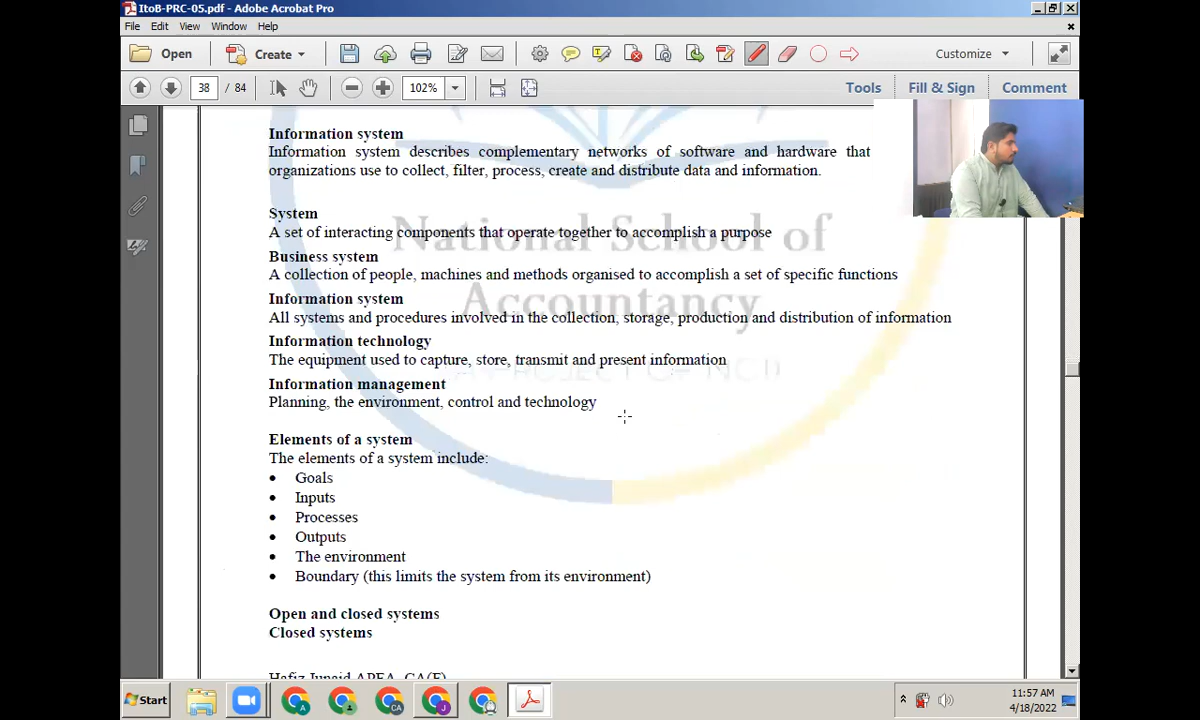 ItoB-PRC-05.pdf - Adobe Acrobat Pro
File Edit View Window Help
Open Create Customize
38 / 84 102% Tools Fill & Sign Comment
Information system
Information system describes complementary networks of software and hardware that
organizations use to collect, filter, process, create and distribute data and information.
System
A set of interacting components that operate together to accomplish a purpose
Business system
A collection of people, machines and methods organised to accomplish a set of specific functions
Information system
All systems and procedures involved in the collection, storage, production and distribution of information
Information technology
The equipment used to capture, store, transmit and present information
Information management
Planning, the environment, control and technology
National School of
Accountancy
Elements of a system
The elements of a system include:
• Goals
• Inputs
• Processes
• Outputs
• The environment
• Boundary (this limits the system from its environment)
Open and closed systems
Closed systems
Hafiz Junaid APFA, CA(F)
Start
11:57 AM
4/18/2022